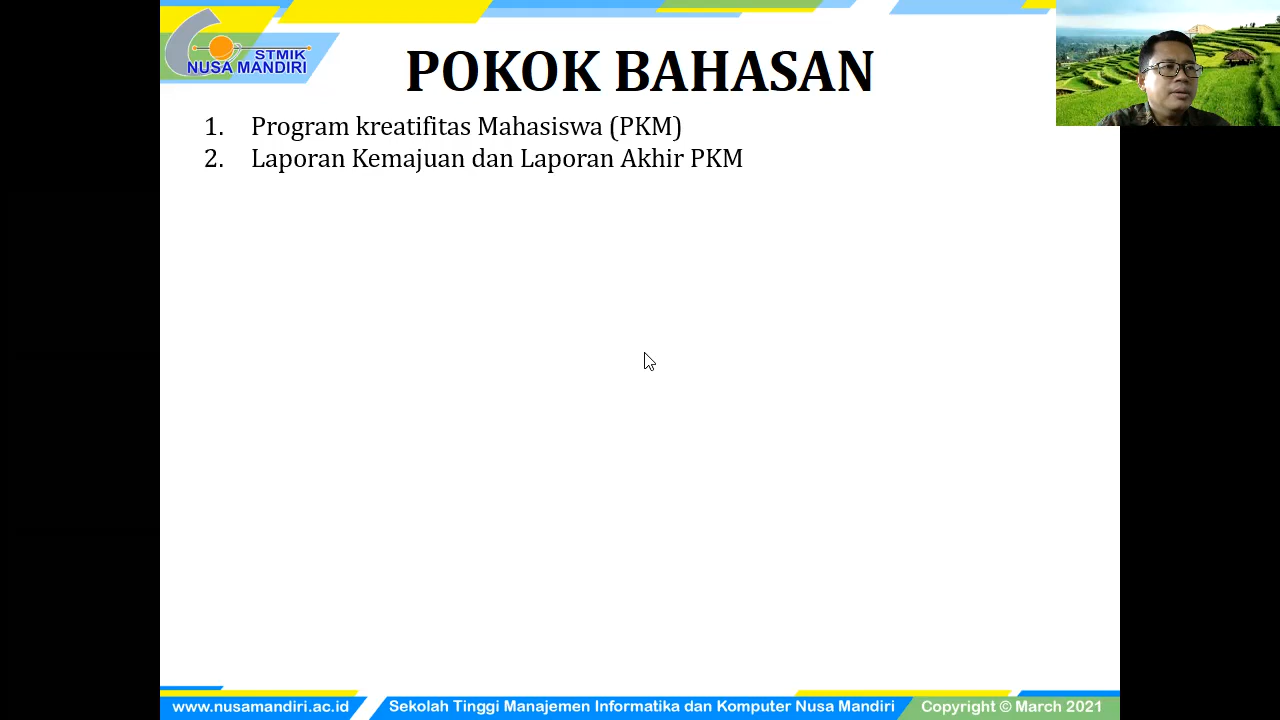 STMIK
NUSA MANDIRI
POKOK BAHASAN
1. Program kreatifitas Mahasiswa (PKM)
2. Laporan Kemajuan dan Laporan Akhir PKM
www.nusamandiri.ac.id
Sekolah Tinggi Manajemen Informatika dan Komputer Nusa Mandiri
Copyright © March 2021